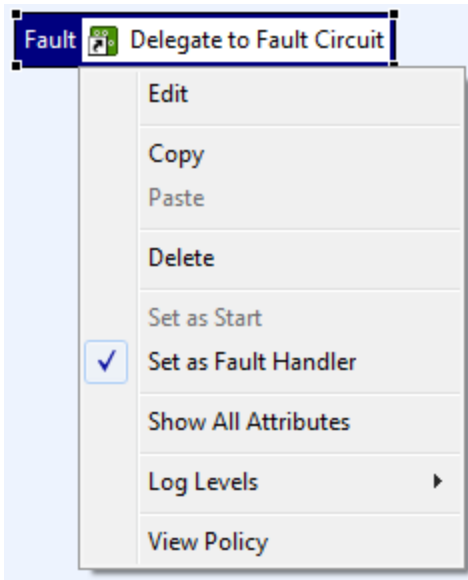 Fault Delegate to Fault Circuit
Edit
Copy
Paste
Delete
Set as Start
Set as Fault Handler
Show All Attributes
Log Levels
View Policy